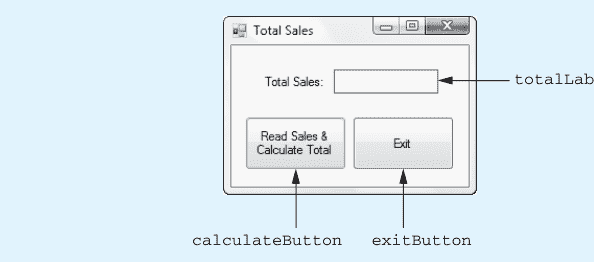 Total Sales
Total Sales:
totalLab
Read Sales &
Calculate Total
Exit
calculateButton
exitButton